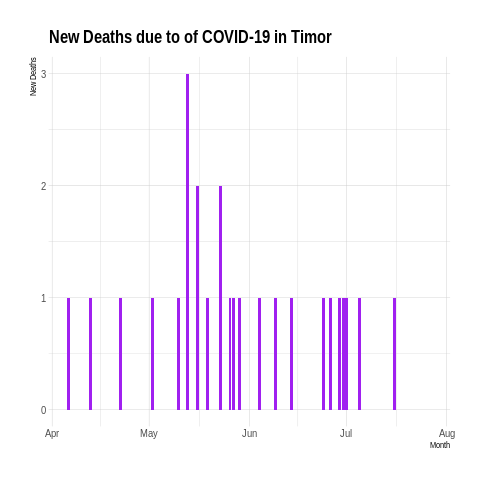 New Deaths due to of COVID-19 in Timor
New Deaths
3
2
1
0
Apr May Jun Jul Aug
Month